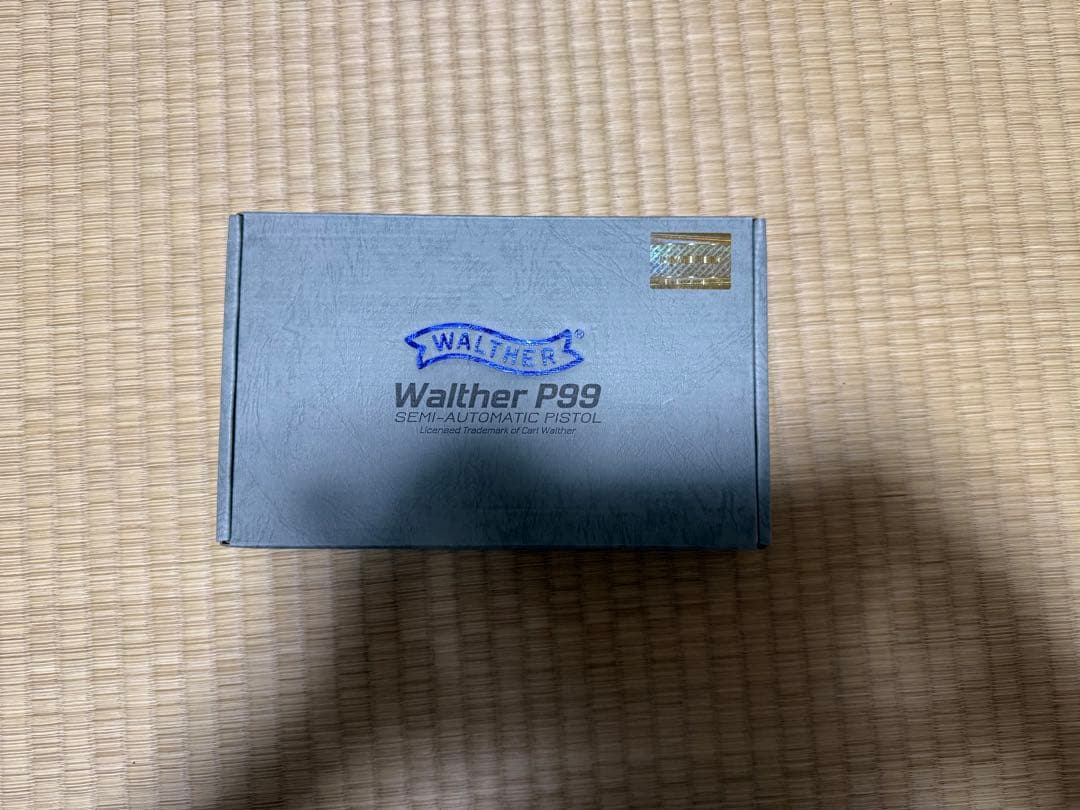 WALTHER®
Walther P99
SEMI-AUTOMATIC PISTOL
Licensed Trademark of Carl Walther